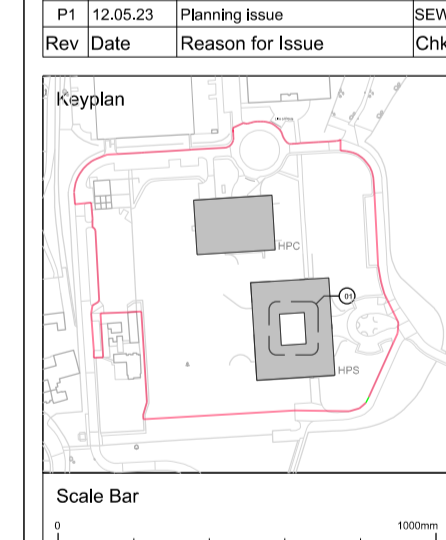 P1 12.05.23 Planning issue SEW
Rev Date Reason for Issue Chk
Keyplan
HPC
01
HPS
Scale Bar
0 1000mm